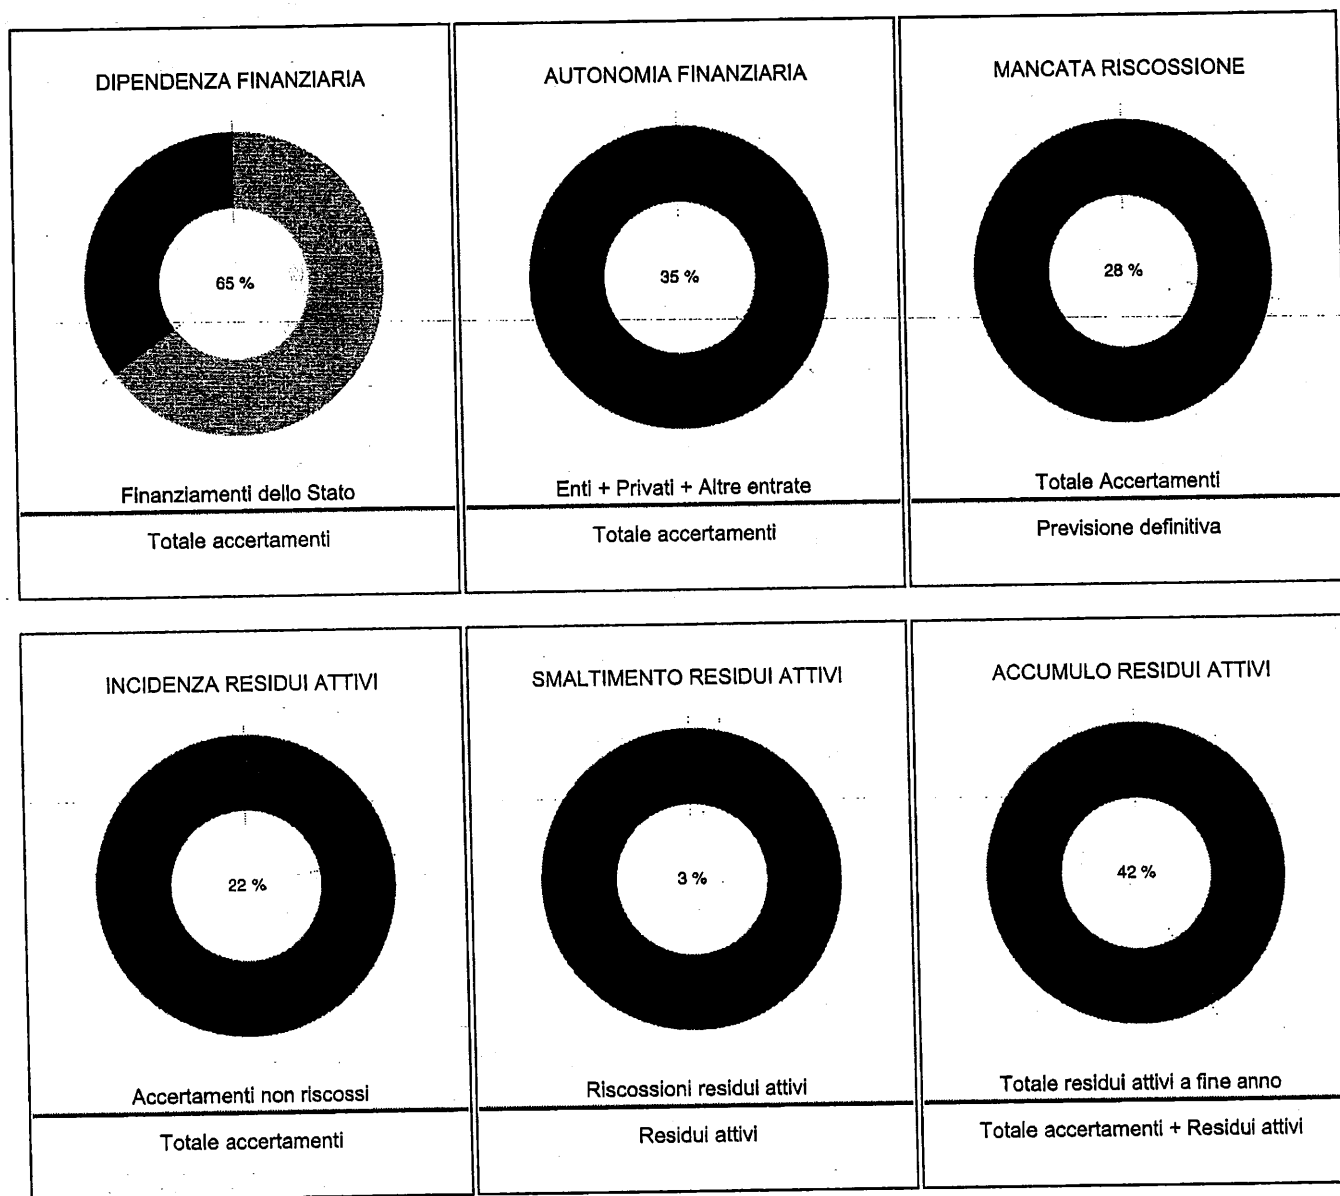 DIPENDENZA FINANZIARIA
65 %
Finanziamenti dello Stato
Totale accertamenti
AUTONOMIA FINANZIARIA
35 %
Enti + Privati + Altre entrate
Totale accertamenti
MANCATA RISCOSSIONE
28 %
Totale Accertamenti
Previsione definitiva
INCIDENZA RESIDUI ATTIVI
22 %
Accertamenti non riscossi
Totale accertamenti
SMALTIMENTO RESIDUI ATTIVI
3 %
Riscossioni residui attivi
Residui attivi
ACCUMULO RESIDUI ATTIVI
42 %
Totale residui attivi a fine anno
Totale accertamenti + Residui attivi